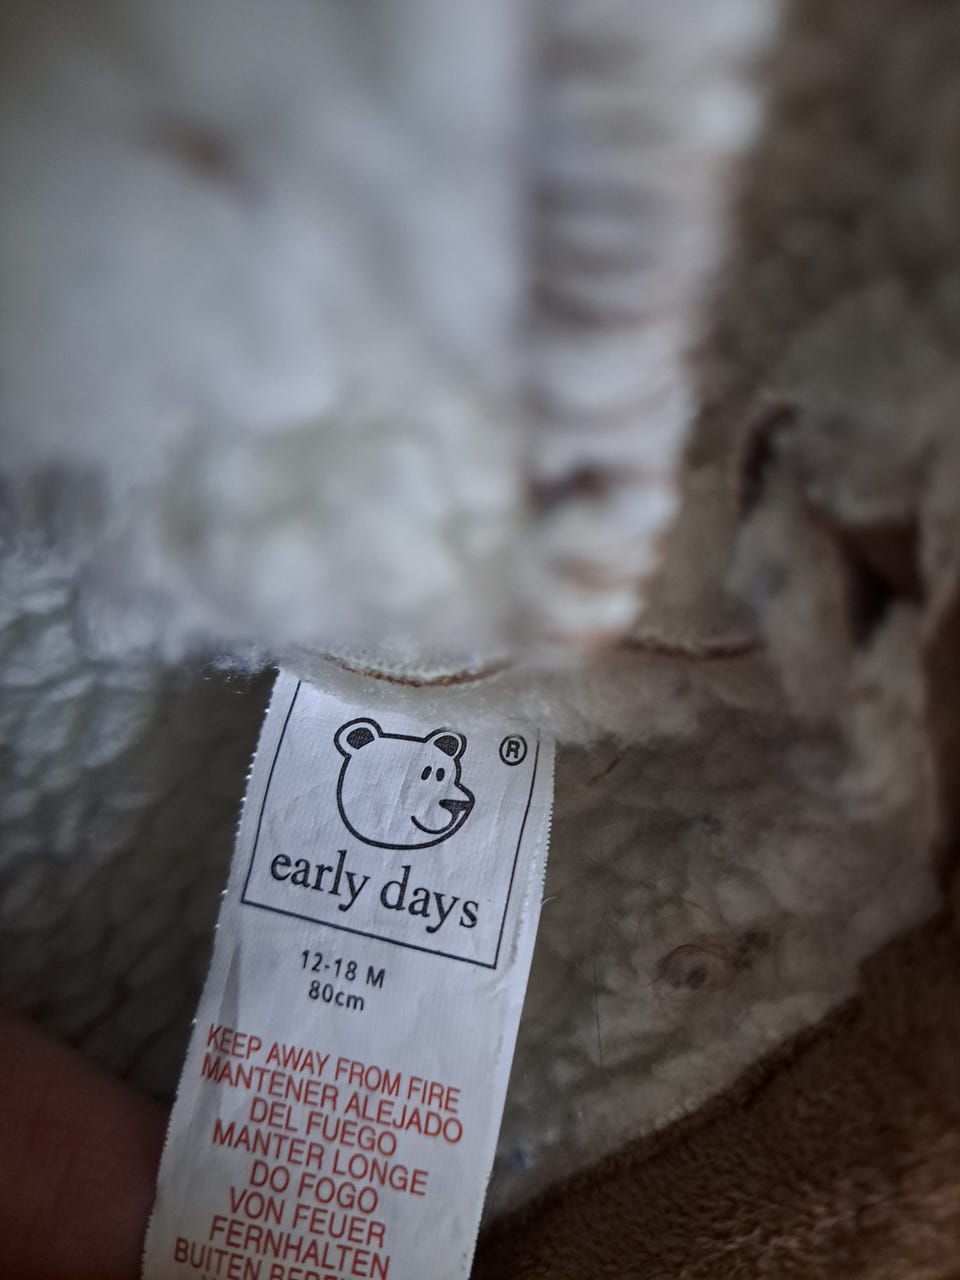 ®
early days
12-18 M
80cm
KEEP AWAY FROM FIRE
MANTENER ALEJADO
DEL FUEGO
MANTER LONGE
DO FOGO
VON FEUER
FERNHALTEN
BUITEN